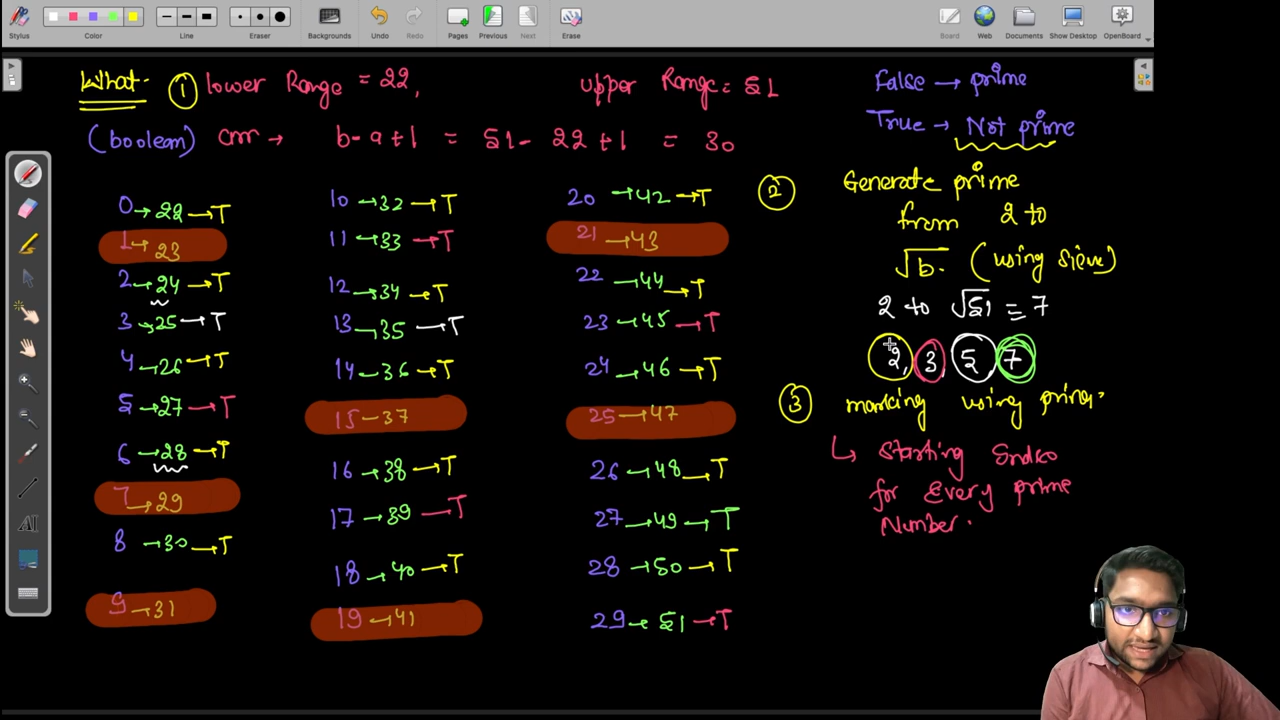 Stylus
Color
Line
Eraser
Backgrounds
Undo
Redo
Pages
Previous
Next
Erase
Board
Web
Documents
Show Desktop
OpenBoard
What. ① lower Range = 22, upper Range = 51
(boolean) arr → b-a+1 = 51-22+1 = 30
0→22→T
1→23
2→24→T
3→25→T
4→26→T
5→27→T
6→28→T
7→29
8→30→T
9→31
10→32→T
11→33→T
12→34→T
13→35→T
14→36→T
15→37
16→38→T
17→39→T
18→40→T
19→41
20→42→T
21→43
22→44→T
23→45→T
24→46→T
25→47
26→48→T
27→49→T
28→50→T
29→51→T
False → prime
True → Not prime
② Generate prime
from 2 to
√b. (using sieve)
2 to √51 = 7
2, 3, 5 7
③ marking using prime.
↳ Starting Index
for Every prime
Number.